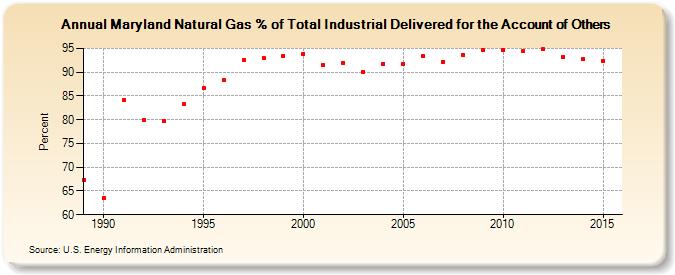 Annual Maryland Natural Gas % of Total Industrial Delivered for the Account of Others
Percent
95
90
85
80
75
70
65
60
1990 1995 2000 2005 2010 2015
Source: U.S. Energy Information Administration